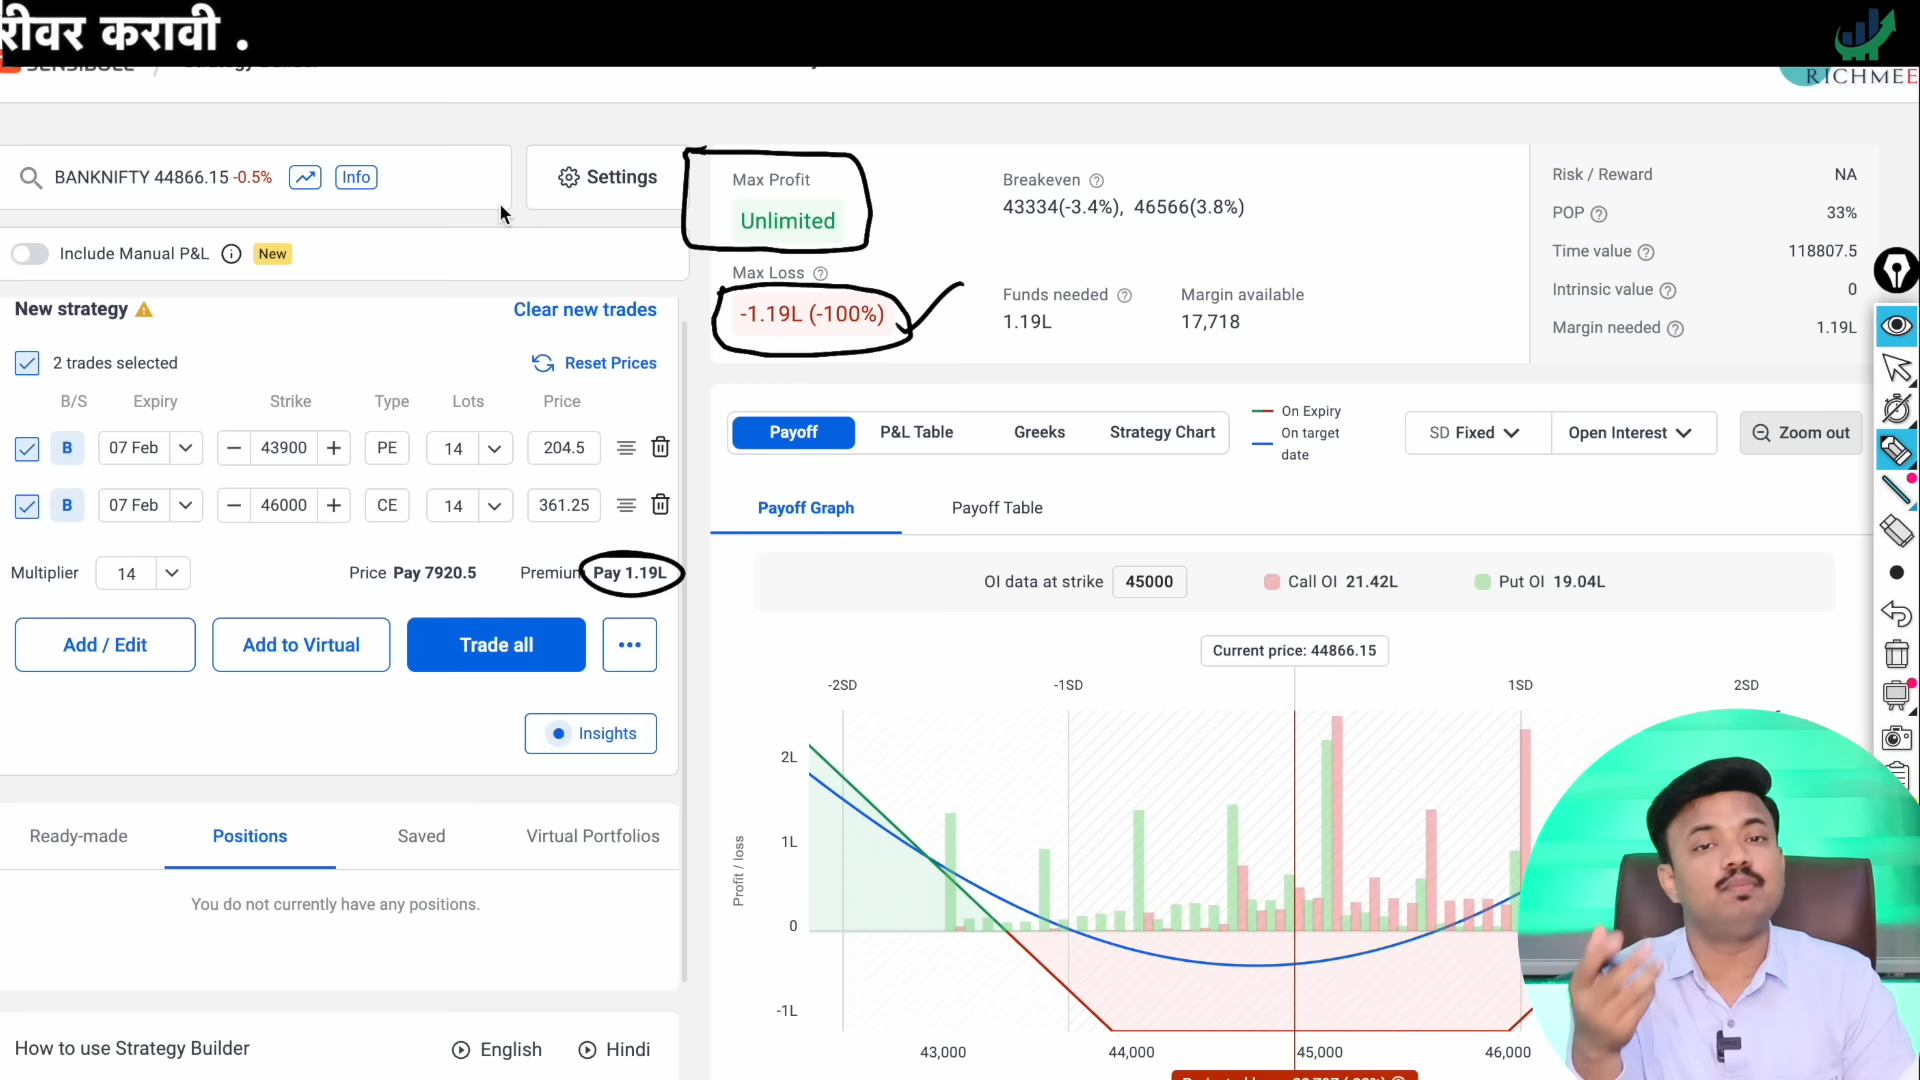 रीवर करावी .
RICHMEE
BANKNIFTY 44866.15 -0.5%
Info
Settings
Include Manual P&L
New
New strategy
Clear new trades
2 trades selected
Reset Prices
B/S Expiry Strike Type Lots Price
B 07 Feb − 43900 + PE 14 204.5
B 07 Feb − 46000 + CE 14 361.25
Multiplier 14 Price Pay 7920.5 Premium Pay 1.19L
Add / Edit
Add to Virtual
Trade all
Insights
Ready-made
Positions
Saved
Virtual Portfolios
You do not currently have any positions.
How to use Strategy Builder
English
Hindi
Max Profit
Unlimited
Max Loss
-1.19L (-100%)
Breakeven
43334(-3.4%), 46566(3.8%)
Funds needed
1.19L
Margin available
17,718
Risk / Reward NA
POP 33%
Time value 118807.5
Intrinsic value 0
Margin needed 1.19L
Payoff
P&L Table
Greeks
Strategy Chart
On Expiry
On target
date
SD Fixed
Open Interest
Zoom out
Payoff Graph
Payoff Table
OI data at strike 45000
Call OI 21.42L
Put OI 19.04L
Current price: 44866.15
-2SD -1SD 1SD 2SD
Profit / loss
2L
1L
0
-1L
43,000 44,000 45,000 46,000